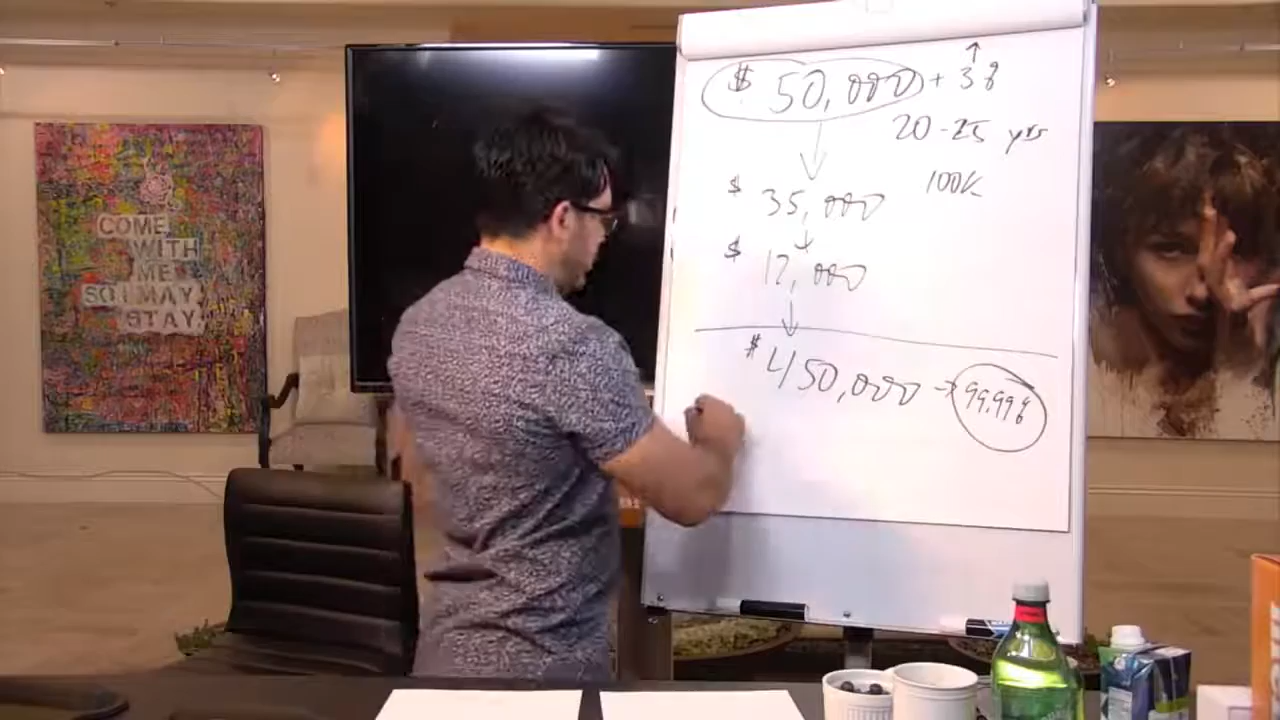 COME
WITH
ME
SO I MAY
STAY.
$ 50,000 + 3%
20-25 yrs
100K
$ 35,000
$ 12,000
$ 450,000 → 99.99%